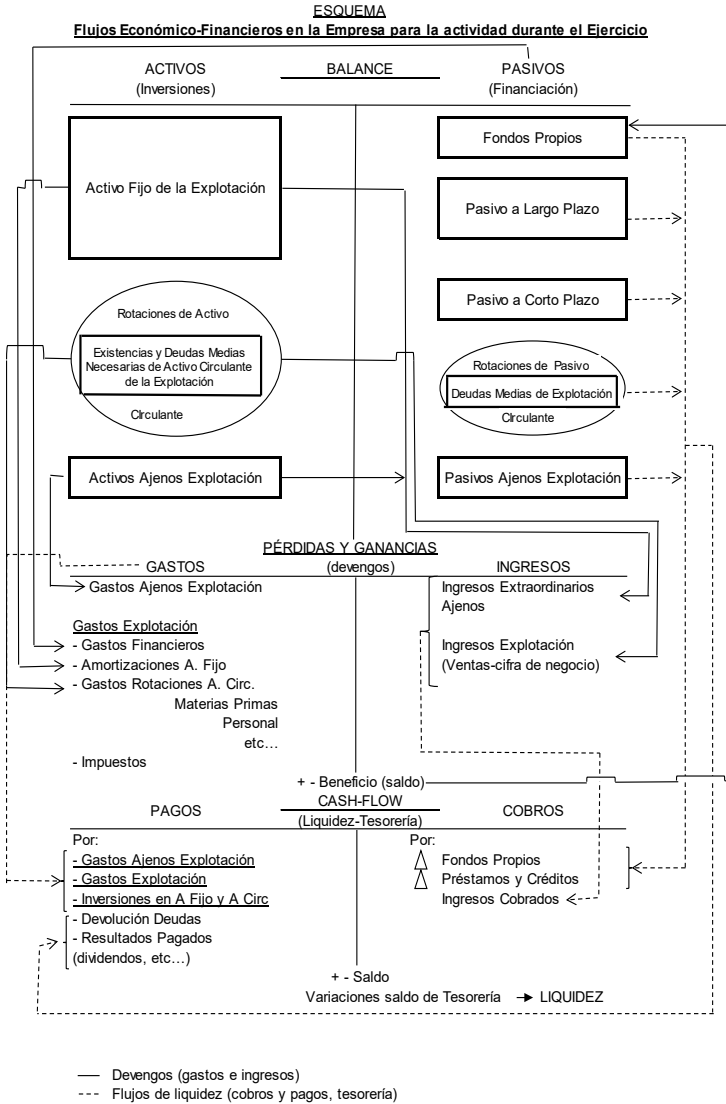 ESQUEMA
Flujos Económico-Financieros en la Empresa para la actividad durante el Ejercicio
ACTIVOS
(Inversiones)
BALANCE
PASIVOS
(Financiación)
Activo Fijo de la Explotación
Fondos Propios
Pasivo a Largo Plazo
Pasivo a Corto Plazo
Rotaciones de Activo
Existencias y Deudas Medias
Necesarias de Activo Circulante
de la Explotación
CIrculante
Rotaciones de Pasivo
Deudas Medias de Explotación
CIrculante
Activos Ajenos Explotación
Pasivos Ajenos Explotación
PÉRDIDAS Y GANANCIAS
(devengos)
GASTOS
INGRESOS
Gastos Ajenos Explotación
Gastos Explotación
- Gastos Financieros
- Amortizaciones A. Fijo
- Gastos Rotaciones A. Circ.
Materias Primas
Personal
etc...
- Impuestos
Ingresos Extraordinarios
Ajenos
Ingresos Explotación
(Ventas-cifra de negocio)
+ - Beneficio (saldo)
CASH-FLOW
(Liquidez-Tesorería)
PAGOS
COBROS
Por:
- Gastos Ajenos Explotación
- Gastos Explotación
- Inversiones en A Fijo y A Circ
- Devolución Deudas
- Resultados Pagados
(dividendos, etc...)
Por:
Fondos Propios
Préstamos y Créditos
Ingresos Cobrados
+ - Saldo
Variaciones saldo de Tesorería → LIQUIDEZ
Devengos (gastos e ingresos)
Flujos de liquidez (cobros y pagos, tesorería)